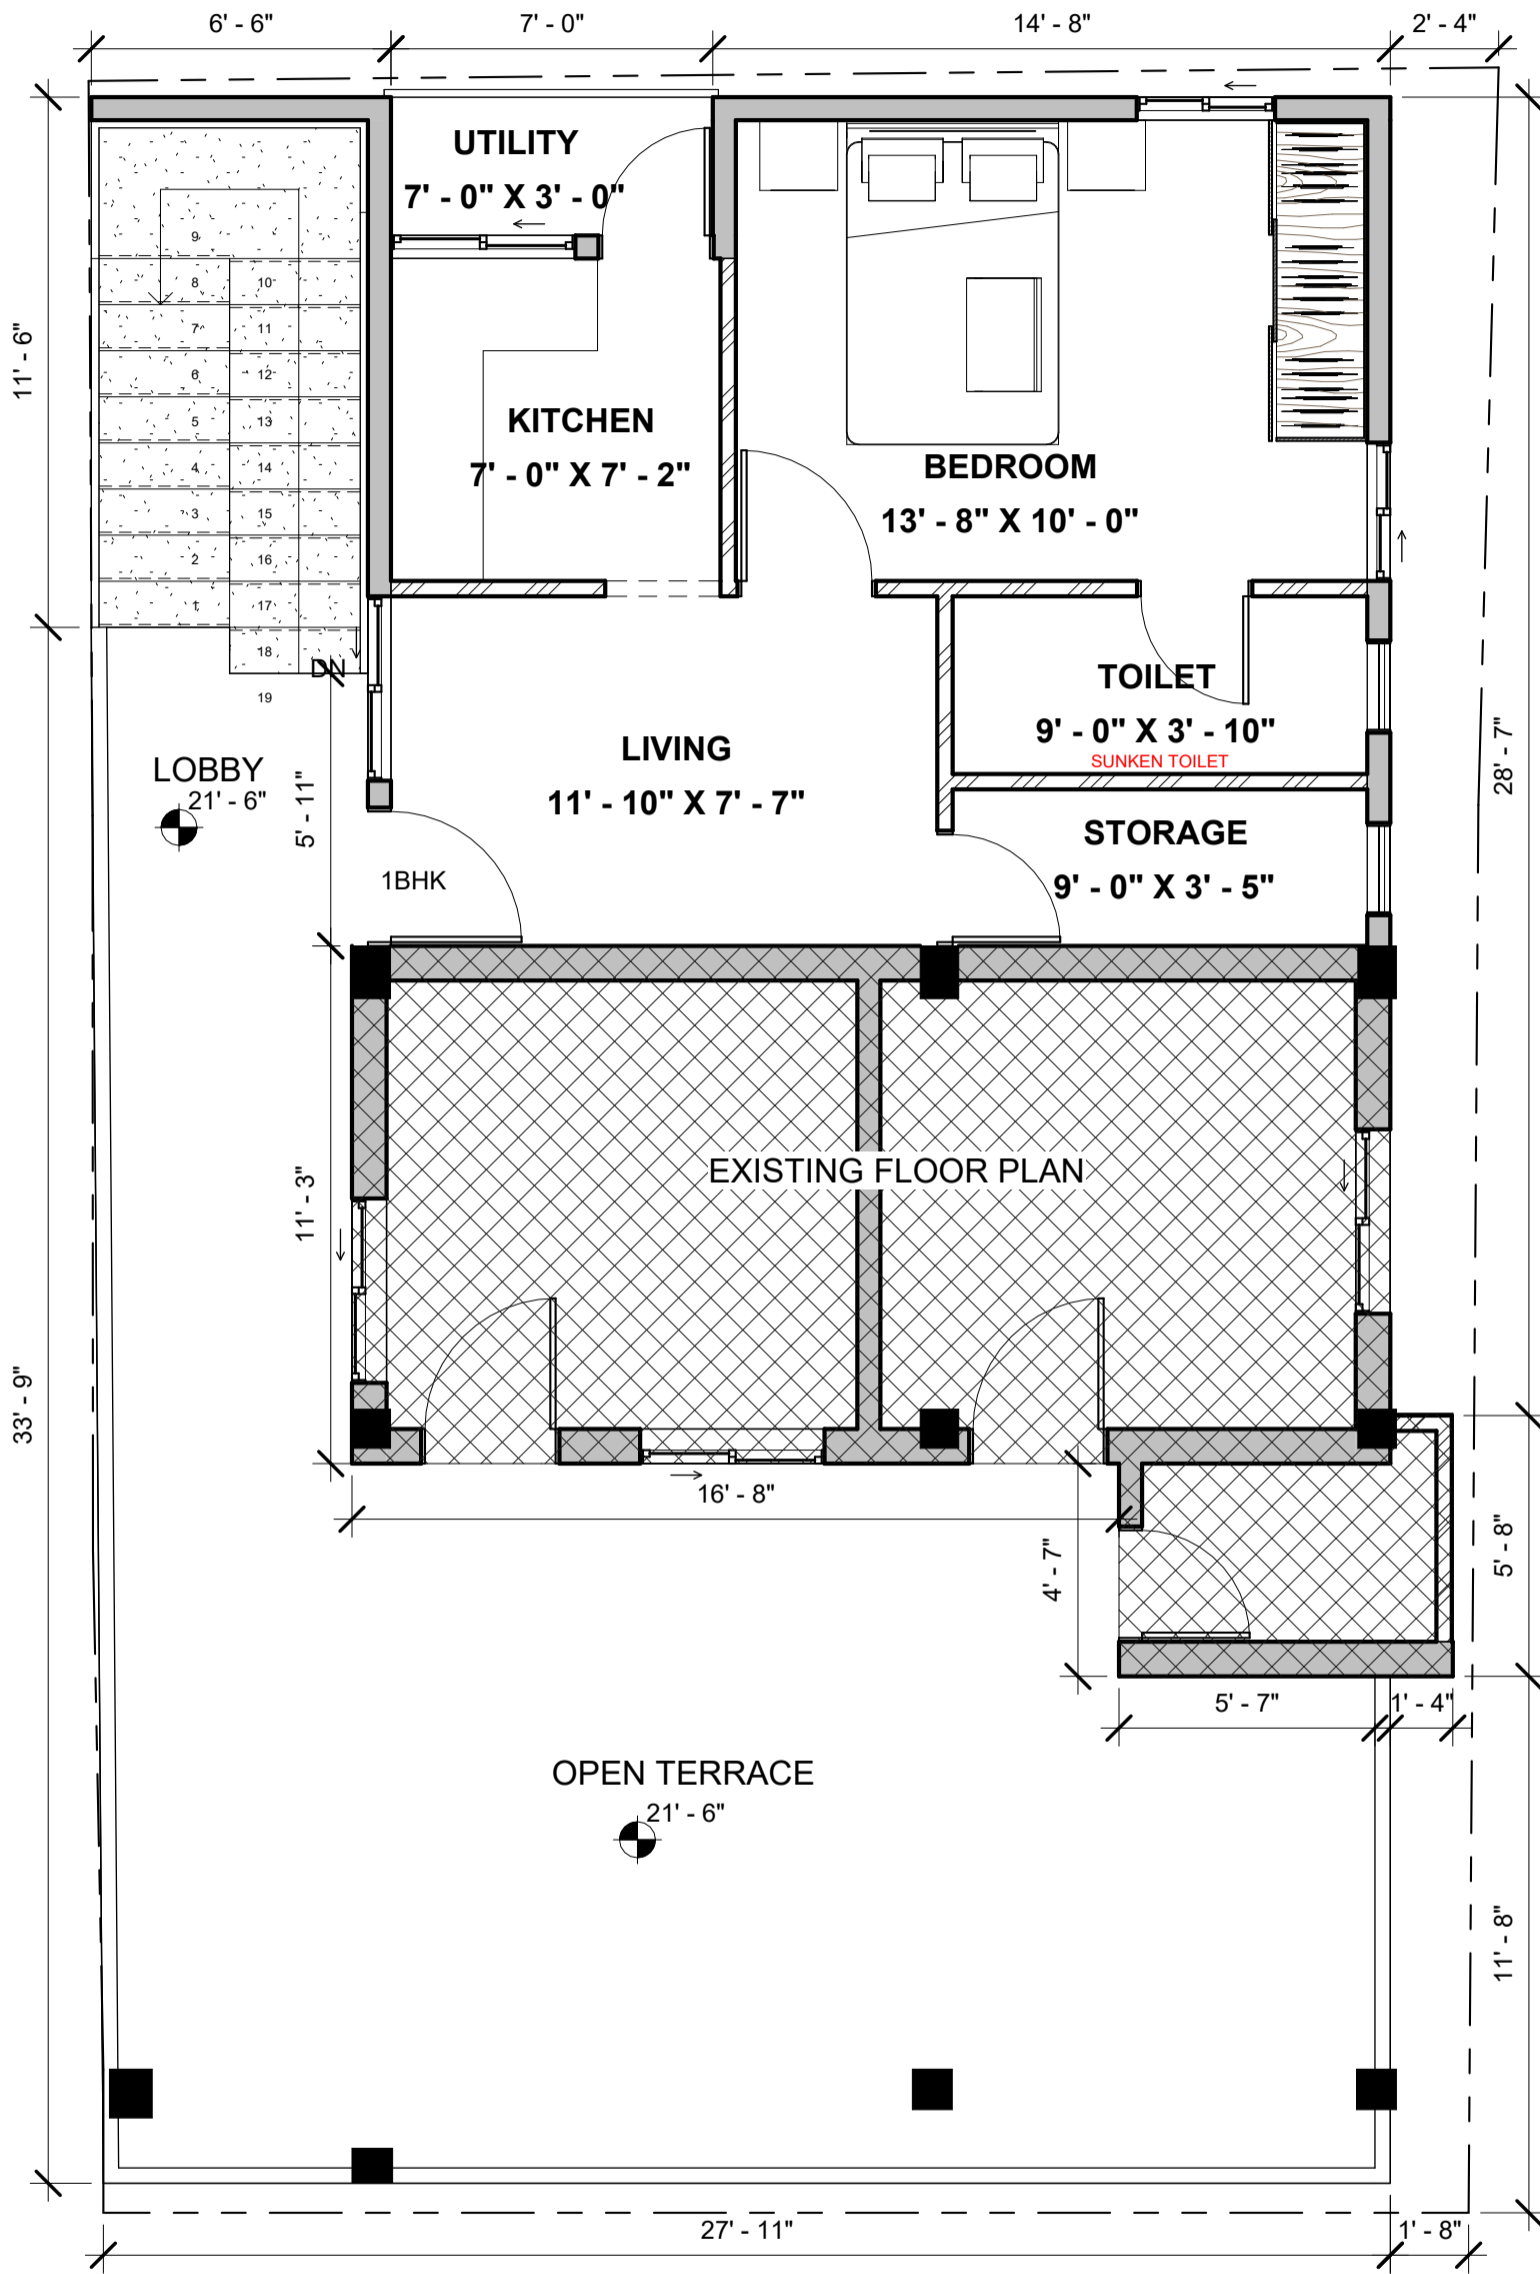 6' - 6"
7' - 0"
14' - 8"
2' - 4"
UTILITY
7' - 0" X 3' - 0"
9
8
10
7
11
6
12
5
13
4
14
3
15
2
16
1
17
18
19
DN
11' - 6"
KITCHEN
7' - 0" X 7' - 2"
BEDROOM
13' - 8" X 10' - 0"
TOILET
9' - 0" X 3' - 10"
SUNKEN TOILET
LIVING
11' - 10" X 7' - 7"
STORAGE
9' - 0" X 3' - 5"
LOBBY
21' - 6"
5' - 11"
1BHK
28' - 7"
EXISTING FLOOR PLAN
11' - 3"
33' - 9"
16' - 8"
4' - 7"
5' - 8"
5' - 7"
1' - 4"
OPEN TERRACE
21' - 6"
11' - 8"
27' - 11"
1' - 8"